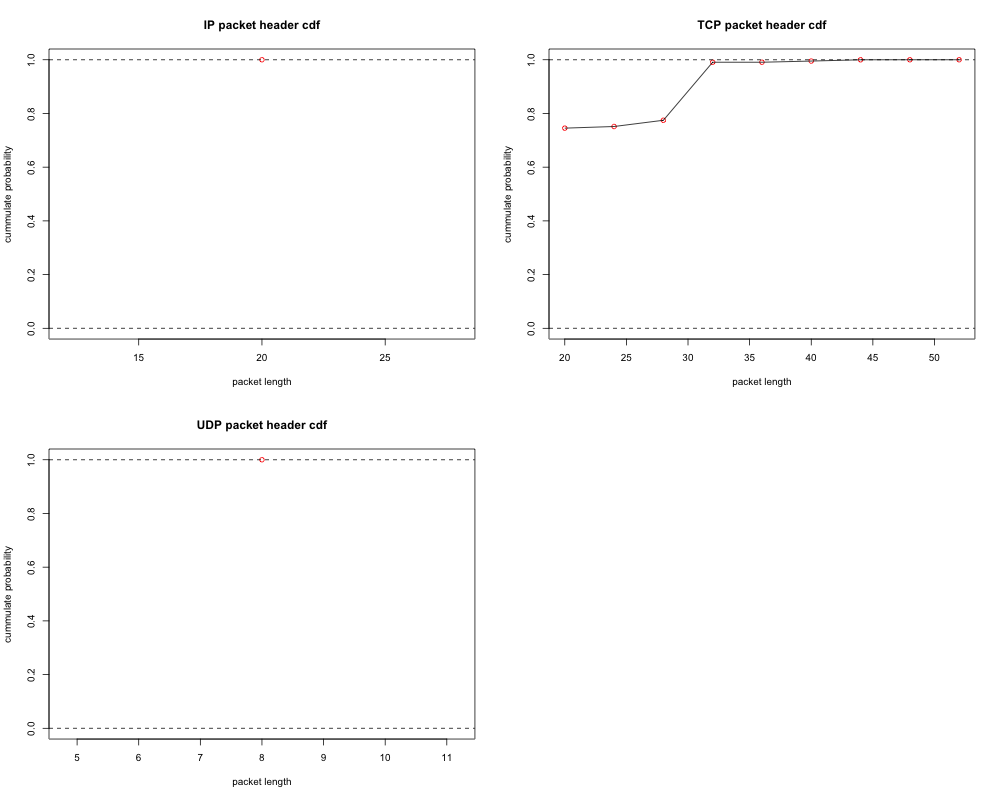 IP packet header cdf
cummulate probability
0.0 0.2 0.4 0.6 0.8 1.0
15 20 25
packet length
TCP packet header cdf
cummulate probability
0.0 0.2 0.4 0.6 0.8 1.0
20 25 30 35 40 45 50
packet length
UDP packet header cdf
cummulate probability
0.0 0.2 0.4 0.6 0.8 1.0
5 6 7 8 9 10 11
packet length